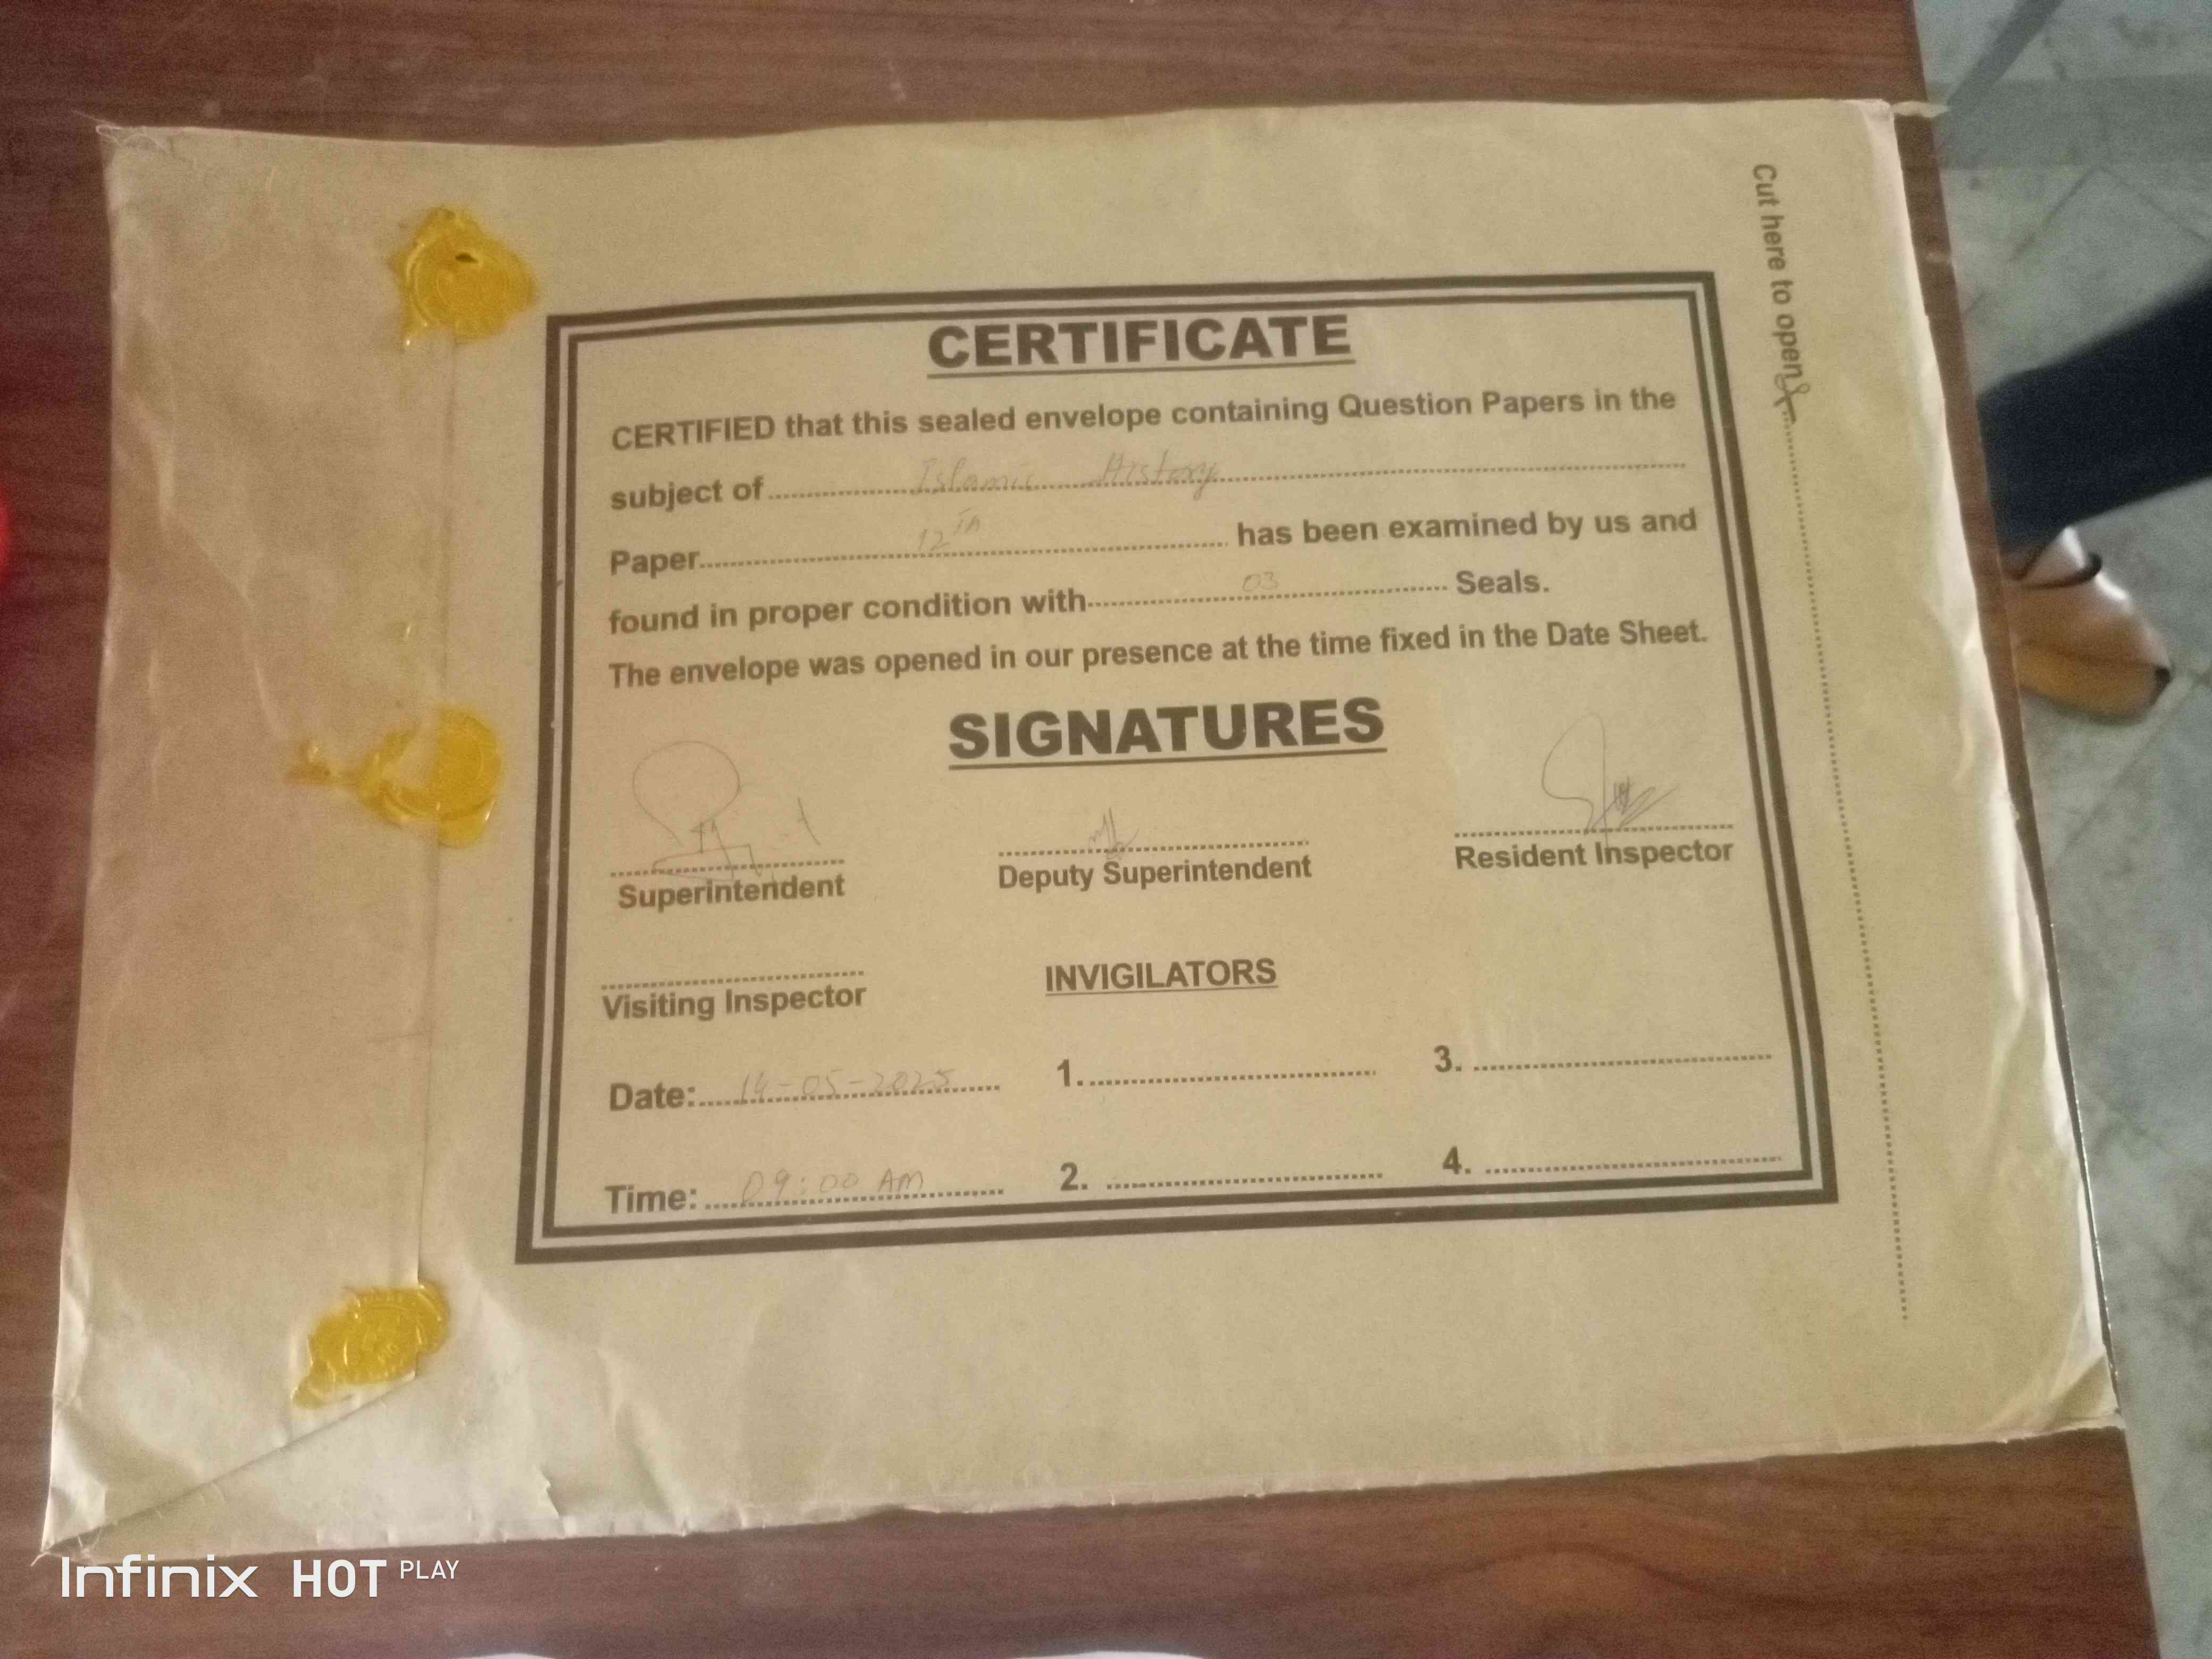 Cut here to open
CERTIFICATE
CERTIFIED that this sealed envelope containing Question Papers in the
subject of Islamic History
Paper 12th has been examined by us and
found in proper condition with 03 Seals.
The envelope was opened in our presence at the time fixed in the Date Sheet.
SIGNATURES
Superintendent Deputy Superintendent Resident Inspector
Visiting Inspector INVIGILATORS
Date: 14-05-2025 1. 3.
Time: 09:00 AM 2. 4.
Infinix HOT PLAY